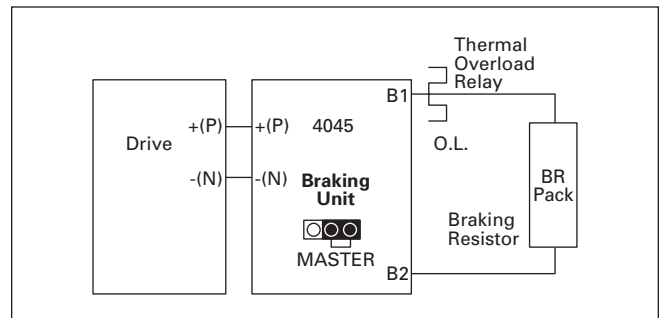 Thermal
Overload
Relay
B1
+(P)
+(P)
4045
Drive
O.L.
-(N)
-(N)
Braking
Unit
BR
Pack
Braking
Resistor
MASTER
B2